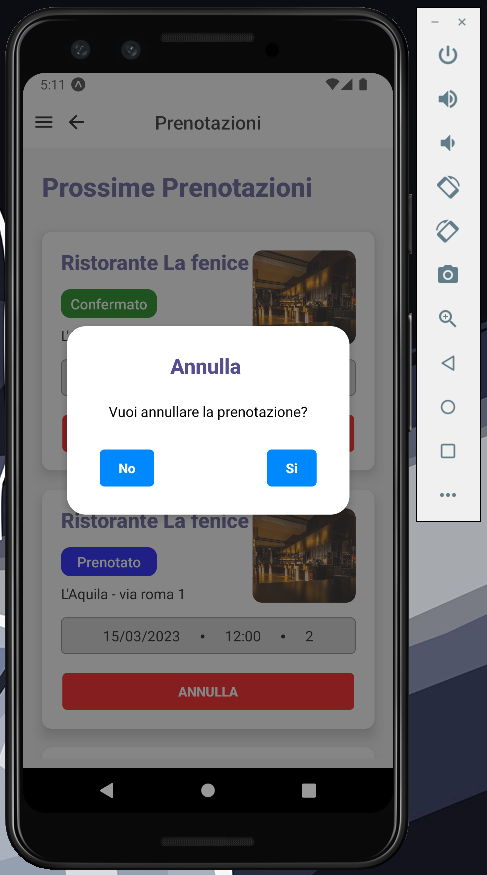 5:11
Prenotazioni
Prossime Prenotazioni
Ristorante La fenice
Confermato
L'
Annulla
Vuoi annullare la prenotazione?
No
Si
Ristorante La fenice
Prenotato
L'Aquila - via roma 1
15/03/2023 • 12:00 • 2
ANNULLA